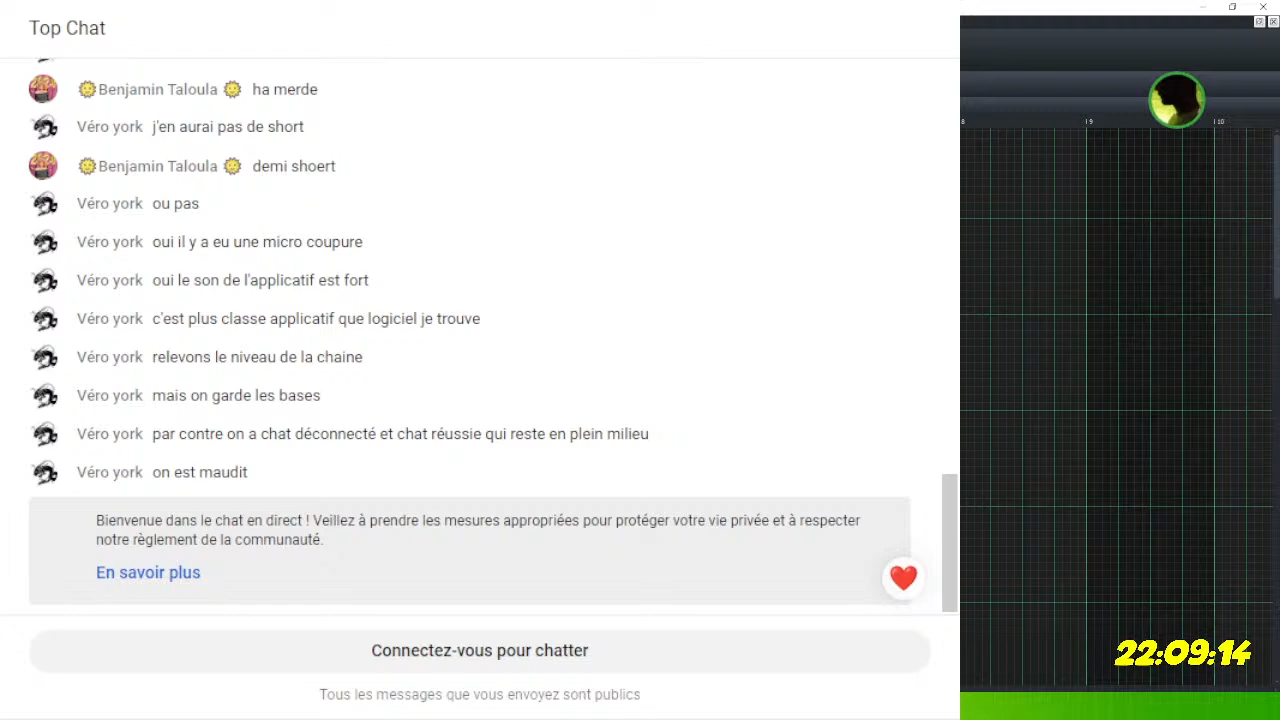 Top Chat
🌞Benjamin Taloula 🌞 ha merde
Véro york j'en aurai pas de short
🌞Benjamin Taloula 🌞 demi shoert
Véro york ou pas
Véro york oui il y a eu une micro coupure
Véro york oui le son de l'applicatif est fort
Véro york c'est plus classe applicatif que logiciel je trouve
Véro york relevons le niveau de la chaine
Véro york mais on garde les bases
Véro york par contre on a chat déconnecté et chat réussie qui reste en plein milieu
Véro york on est maudit
Bienvenue dans le chat en direct ! Veillez à prendre les mesures appropriées pour protéger votre vie privée et à respecter
notre règlement de la communauté.
En savoir plus
Connectez-vous pour chatter
Tous les messages que vous envoyez sont publics
8 9 10
22:09:14